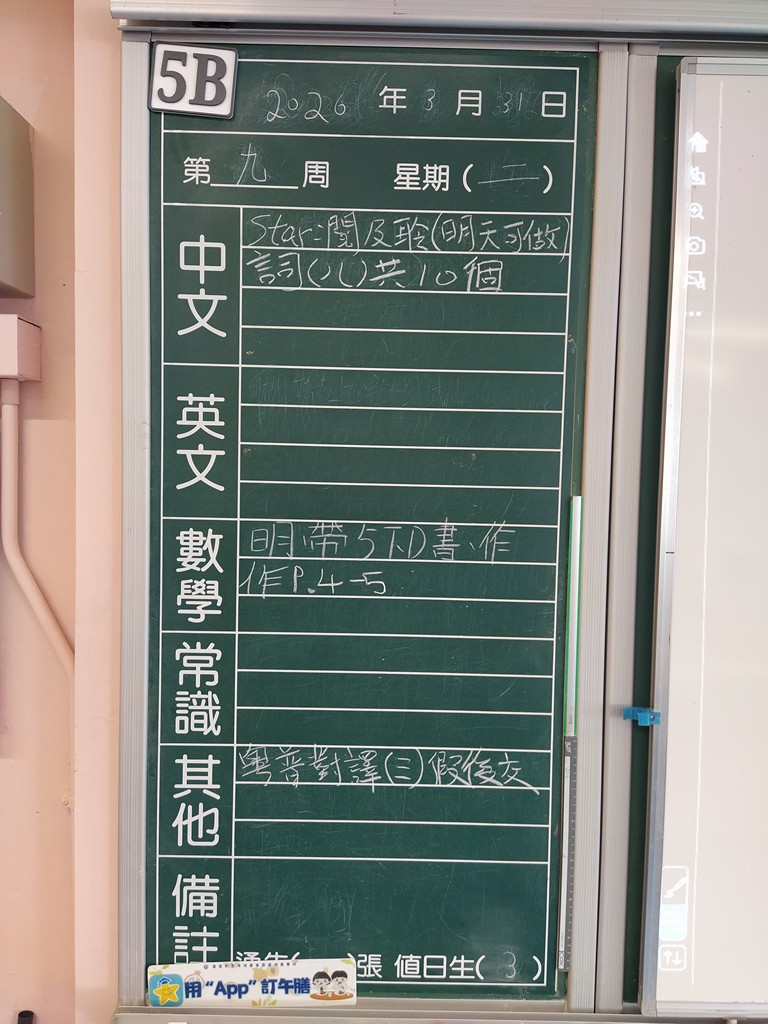 5B
2026 年 3 月 31 日
第 九 周 星期(二)
中文
Star:閱及聆(明天可做)
詞(八)共10個
英文
數學
明帶5下D書、作
作P.4-5
常識
其他
粵普對譯(三)假後交
備註
通告( )張 值日生(3)
用“App”訂午膳